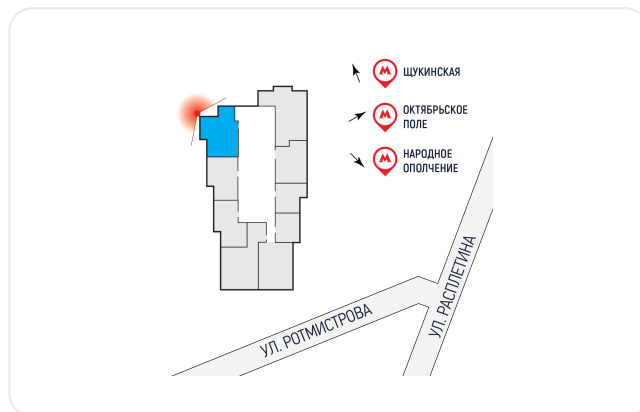 ЩУКИНСКАЯ
ОКТЯБРЬСКОЕ
ПОЛЕ
НАРОДНОЕ
ОПОЛЧЕНИЕ
УЛ. РАСПЛЕТИНА
УЛ. РОТМИСТРОВА